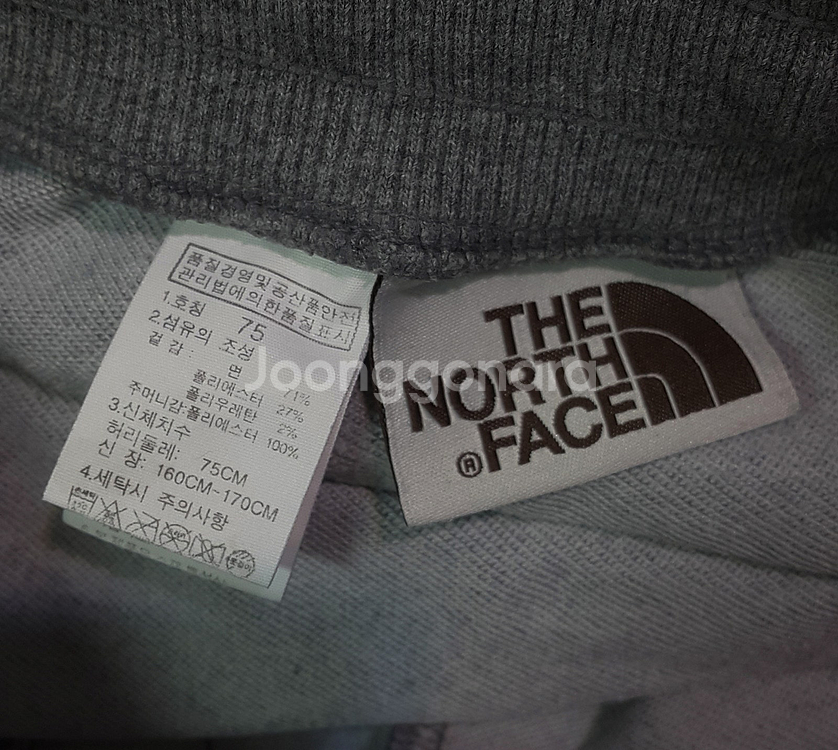 품질경영및공산품안전
관리법에의한품질표시
1.호칭 75
2.섬유의 조성
겉감: 면 71%
폴리에스터 27%
폴리우레탄 2%
주머니감:폴리에스터 100%
3.신체치수
허리둘레: 75CM
신 장: 160CM~170CM
4.세탁시 주의사항
THE
NORTH
FACE
®
Joonggonara